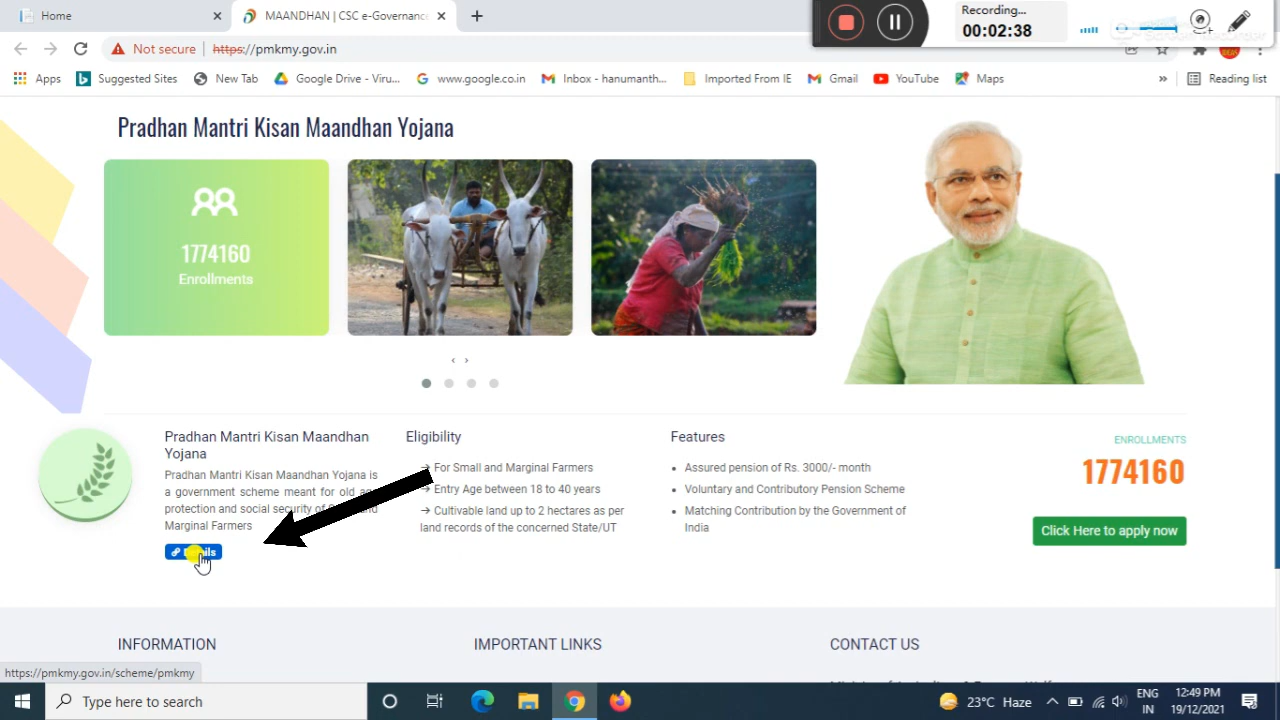 Home
MAANDHAN | CSC e-Governance
Recording...
00:02:38
Not secure
https://pmkmy.gov.in
Apps
Suggested Sites
New Tab
Google Drive - Viru...
www.google.co.in
Inbox - hanumanth...
Imported From IE
Gmail
YouTube
Maps
»
Reading list
Pradhan Mantri Kisan Maandhan Yojana
1774160
Enrollments
Pradhan Mantri Kisan Maandhan
Yojana
Pradhan Mantri Kisan Maandhan Yojana is
a government scheme meant for old
protection and social security of
Marginal Farmers
Eligibility
→ For Small and Marginal Farmers
→ Entry Age between 18 to 40 years
→ Cultivable land up to 2 hectares as per
land records of the concerned State/UT
Features
• Assured pension of Rs. 3000/- month
• Voluntary and Contributory Pension Scheme
• Matching Contribution by the Government of
India
ENROLLMENTS
1774160
Click Here to apply now
INFORMATION
IMPORTANT LINKS
CONTACT US
https://pmkmy.gov.in/scheme/pmkmy
Type here to search
23°C Haze
ENG
IN
12:49 PM
19/12/2021